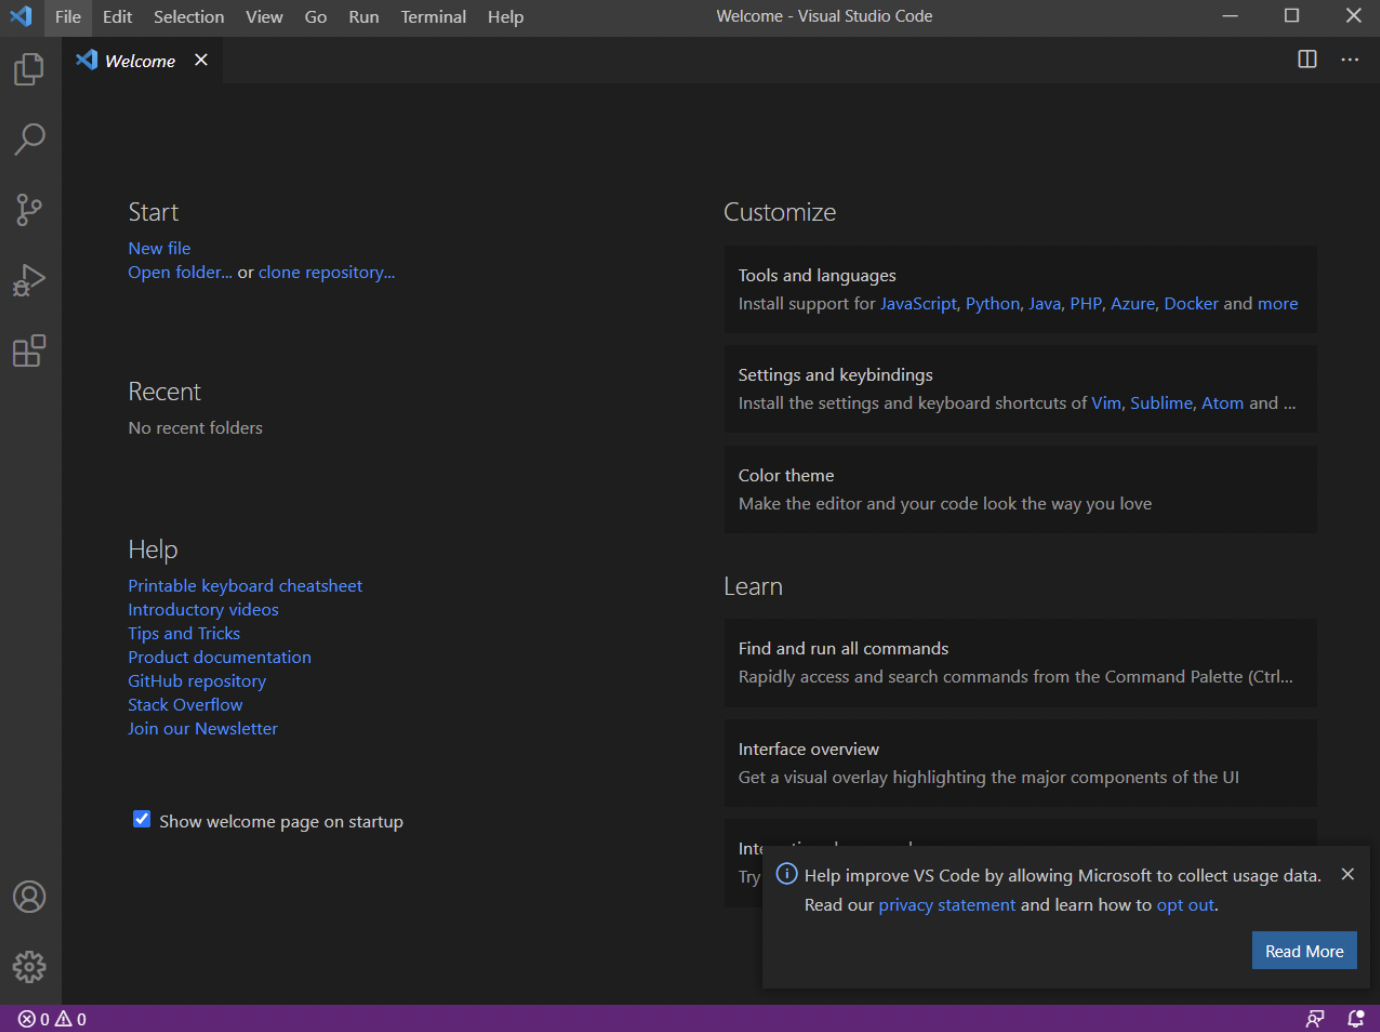 File Edit Selection View Go Run Terminal Help Welcome - Visual Studio Code
Welcome
Start
New file
Open folder... or clone repository...
Recent
No recent folders
Help
Printable keyboard cheatsheet
Introductory videos
Tips and Tricks
Product documentation
GitHub repository
Stack Overflow
Join our Newsletter
Show welcome page on startup
Customize
Tools and languages
Install support for JavaScript, Python, Java, PHP, Azure, Docker and more
Settings and keybindings
Install the settings and keyboard shortcuts of Vim, Sublime, Atom and ...
Color theme
Make the editor and your code look the way you love
Learn
Find and run all commands
Rapidly access and search commands from the Command Palette (Ctrl...
Interface overview
Get a visual overlay highlighting the major components of the UI
Try
Help improve VS Code by allowing Microsoft to collect usage data.
Read our privacy statement and learn how to opt out.
Read More
0 0